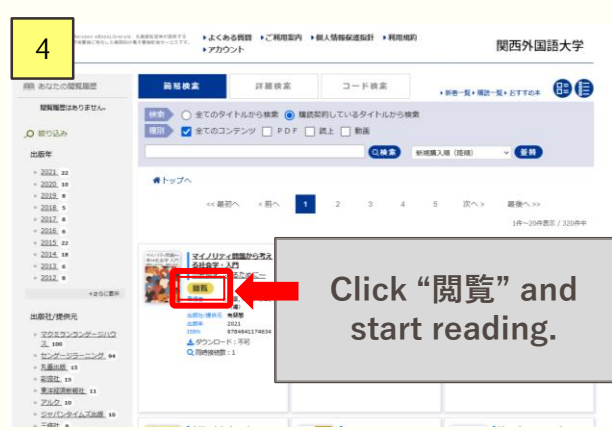 4
よくある質問 ご利用案内 個人情報保護指針 利用規約
アカウント
関西外国語大学
あなたの閲覧履歴
閲覧履歴はありません。
絞り込み
出版年
2021 22
2020 10
2019 8
2018 5
2017 8
2016 6
2015 22
2014 18
2013 6
2012 8
+さらに表示
出版社/提供元
マクミランランゲージハウス 100
センゲージラーニング 64
丸善出版 15
彩流社 15
東洋経済新報社 11
アルク 10
ジャパンタイムズ出版 10
簡易検索 詳細検索 コード検索
新着一覧 購読一覧 おすすめ本
検索 全てのタイトルから検索 購読契約しているタイトルから検索
種別 全てのコンテンツ PDF 読上 動画
検索 新規購入順（降順） 並替
トップへ
<< 最初へ < 前へ 1 2 3 4 5 次へ > 最後へ >>
1件～20件表示 / 320件中
マイノリティ問題から考え
る社会学・入門
閲覧
出版社/提供元 有斐閣
出版年 2021
ISBN 9784641174634
ダウンロード：不可
同時接続数：1
Click “閲覧” and
start reading.